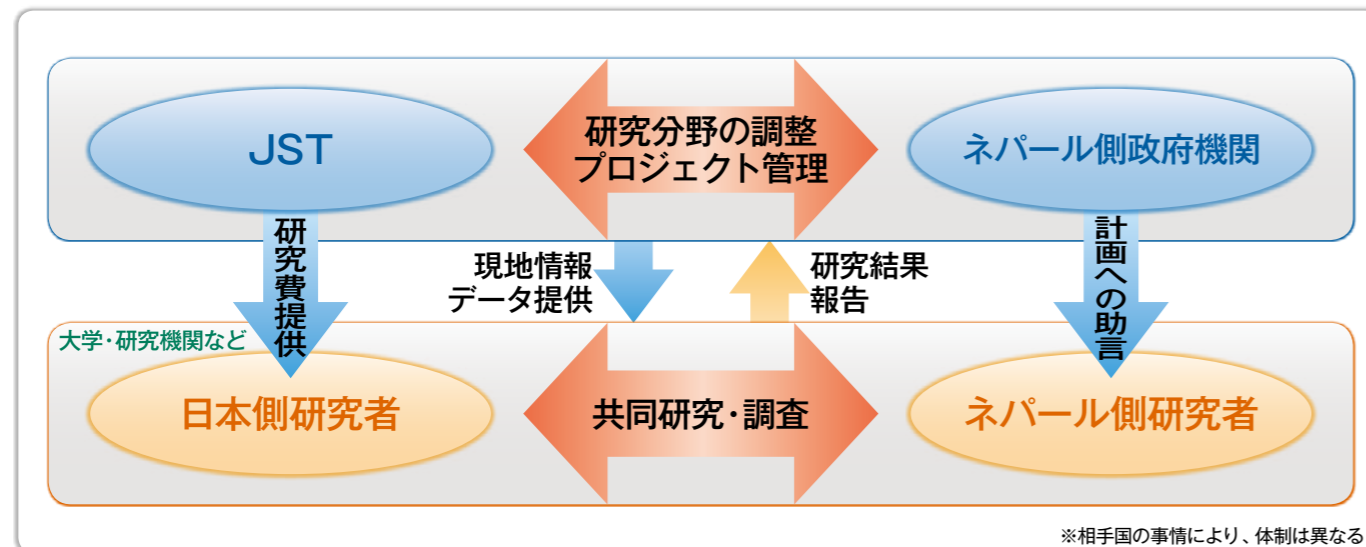 JST
研究分野の調整
プロジェクト管理
ネパール側政府機関
研究費提供
現地情報
データ提供
研究結果
報告
計画への助言
大学・研究機関など
日本側研究者
共同研究・調査
ネパール側研究者
※相手国の事情により、体制は異なる